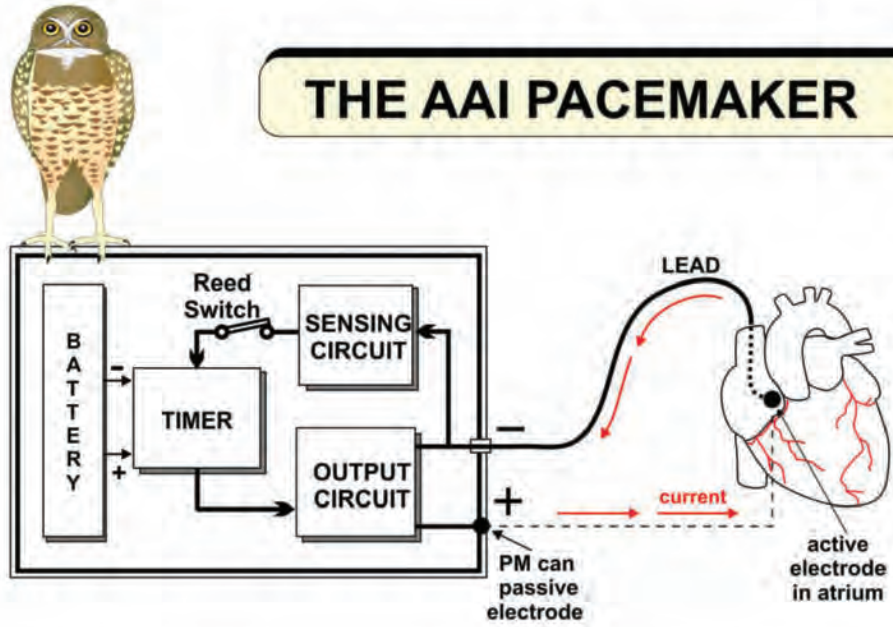 THE AAI PACEMAKER
LEAD
Reed
Switch
SENSING
CIRCUIT
BATTERY
-
+
TIMER
OUTPUT
CIRCUIT
-
+
current
PM can
passive
electrode
active
electrode
in atrium